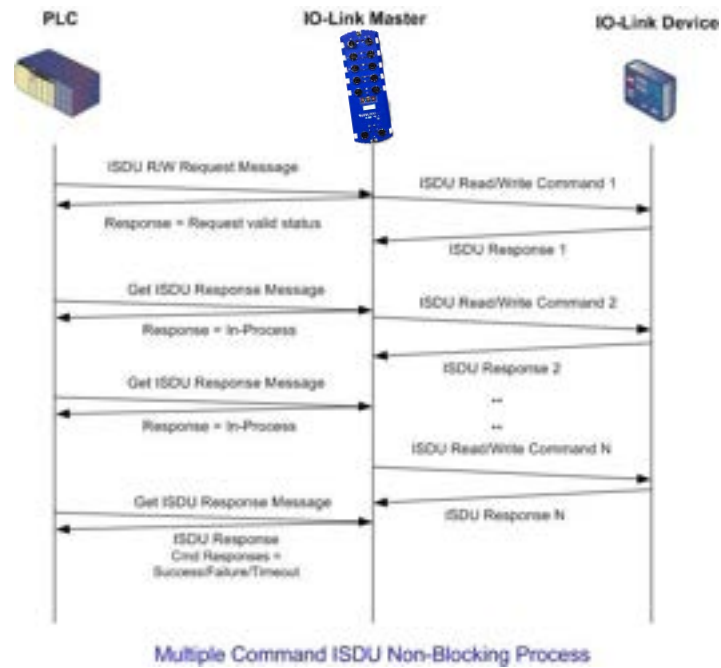 PLC
IO-Link Master
IO-Link Device
ISDU R/W Request Message
ISDU Read/Write Command 1
Response = Request valid status
ISDU Response 1
Get ISDU Response Message
ISDU Read/Write Command 2
Response = In-Process
ISDU Response 2
Get ISDU Response Message
..
Response = In-Process
..
ISDU Read/Write Command N
Get ISDU Response Message
ISDU Response N
ISDU Response
Cmd Responses =
Success/Failure/Timeout
Multiple Command ISDU Non-Blocking Process